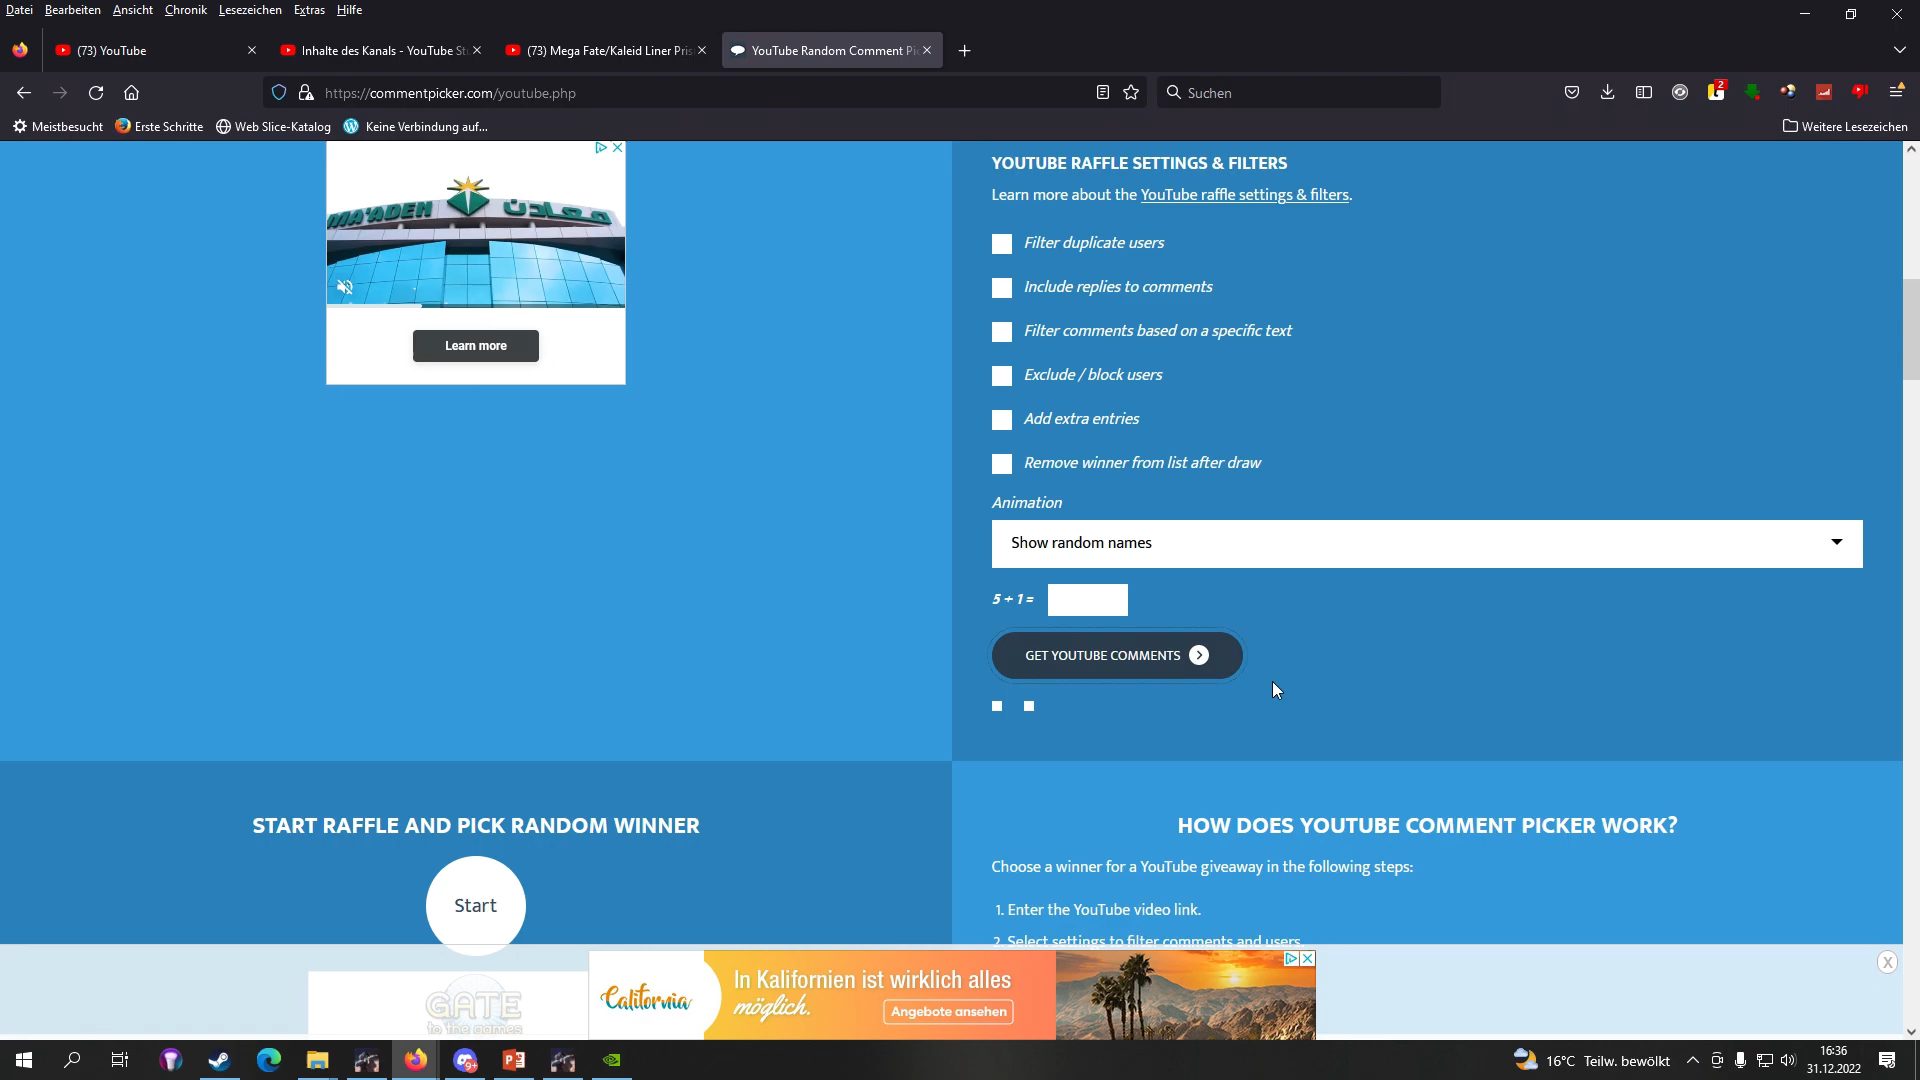 Datei Bearbeiten Ansicht Chronik Lesezeichen Extras Hilfe
(73) YouTube
Inhalte des Kanals - YouTube St
(73) Mega Fate/Kaleid Liner Pris
YouTube Random Comment Pi
https://commentpicker.com/youtube.php
Suchen
2
Meistbesucht
Erste Schritte
Web Slice-Katalog
Keine Verbindung auf...
Weitere Lesezeichen
MA'ADEN معادن
Learn more
YOUTUBE RAFFLE SETTINGS & FILTERS
Learn more about the YouTube raffle settings & filters.
Filter duplicate users
Include replies to comments
Filter comments based on a specific text
Exclude / block users
Add extra entries
Remove winner from list after draw
Animation
Show random names
5 + 1 =
GET YOUTUBE COMMENTS
START RAFFLE AND PICK RANDOM WINNER
Start
HOW DOES YOUTUBE COMMENT PICKER WORK?
Choose a winner for a YouTube giveaway in the following steps:
1. Enter the YouTube video link.
2. Select settings to filter comments and users.
GATE
to the games
California
In Kalifornien ist wirklich alles
möglich.
Angebote ansehen
X
9+
16°C Teilw. bewölkt
16:36
31.12.2022